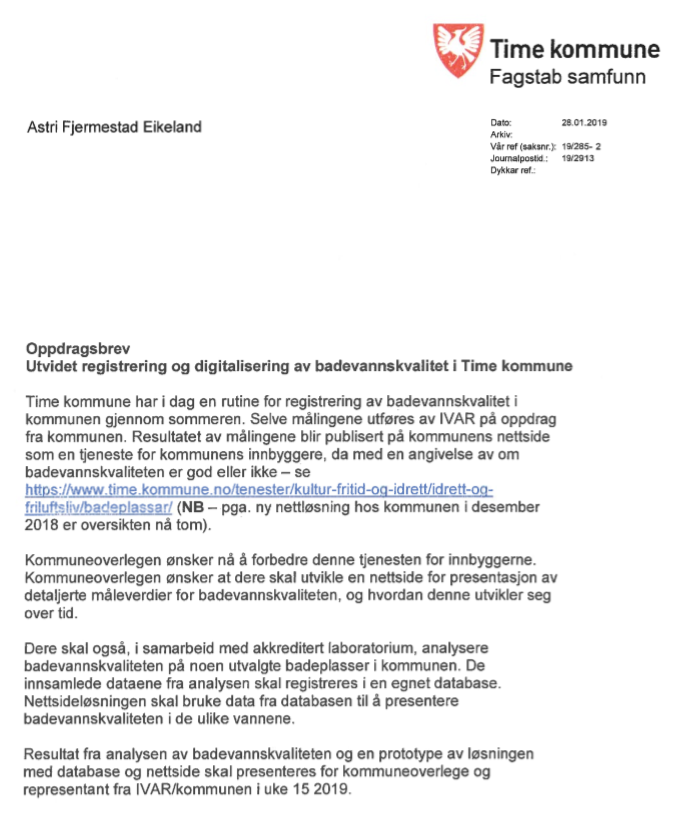 Time kommune
Fagstab samfunn
Astri Fjermestad Eikeland
Dato: 28.01.2019
Arkiv:
Vår ref (saksnr.): 19/285- 2
Journalpostid.: 19/2913
Dykkar ref.:
Oppdragsbrev
Utvidet registrering og digitalisering av badevannskvalitet i Time kommune
Time kommune har i dag en rutine for registrering av badevannskvalitet i
kommunen gjennom sommeren. Selve målingene utføres av IVAR på oppdrag
fra kommunen. Resultatet av målingene blir publisert på kommunens nettside
som en tjeneste for kommunens innbyggere, da med en angivelse av om
badevannskvaliteten er god eller ikke – se
https://www.time.kommune.no/tenester/kultur-fritid-og-idrett/idrett-og-
friluftsliv/badeplassar/ (NB – pga. ny nettløsning hos kommunen i desember
2018 er oversikten nå tom).
Kommuneoverlegen ønsker nå å forbedre denne tjenesten for innbyggerne.
Kommuneoverlegen ønsker at dere skal utvikle en nettside for presentasjon av
detaljerte måleverdier for badevannskvaliteten, og hvordan denne utvikler seg
over tid.
Dere skal også, i samarbeid med akkreditert laboratorium, analysere
badevannskvaliteten på noen utvalgte badeplasser i kommunen. De
innsamlede dataene fra analysen skal registreres i en egnet database.
Nettsideløsningen skal bruke data fra databasen til å presentere
badevannskvaliteten i de ulike vannene.
Resultat fra analysen av badevannskvaliteten og en prototype av løsningen
med database og nettside skal presenteres for kommuneoverlege og
representant fra IVAR/kommunen i uke 15 2019.